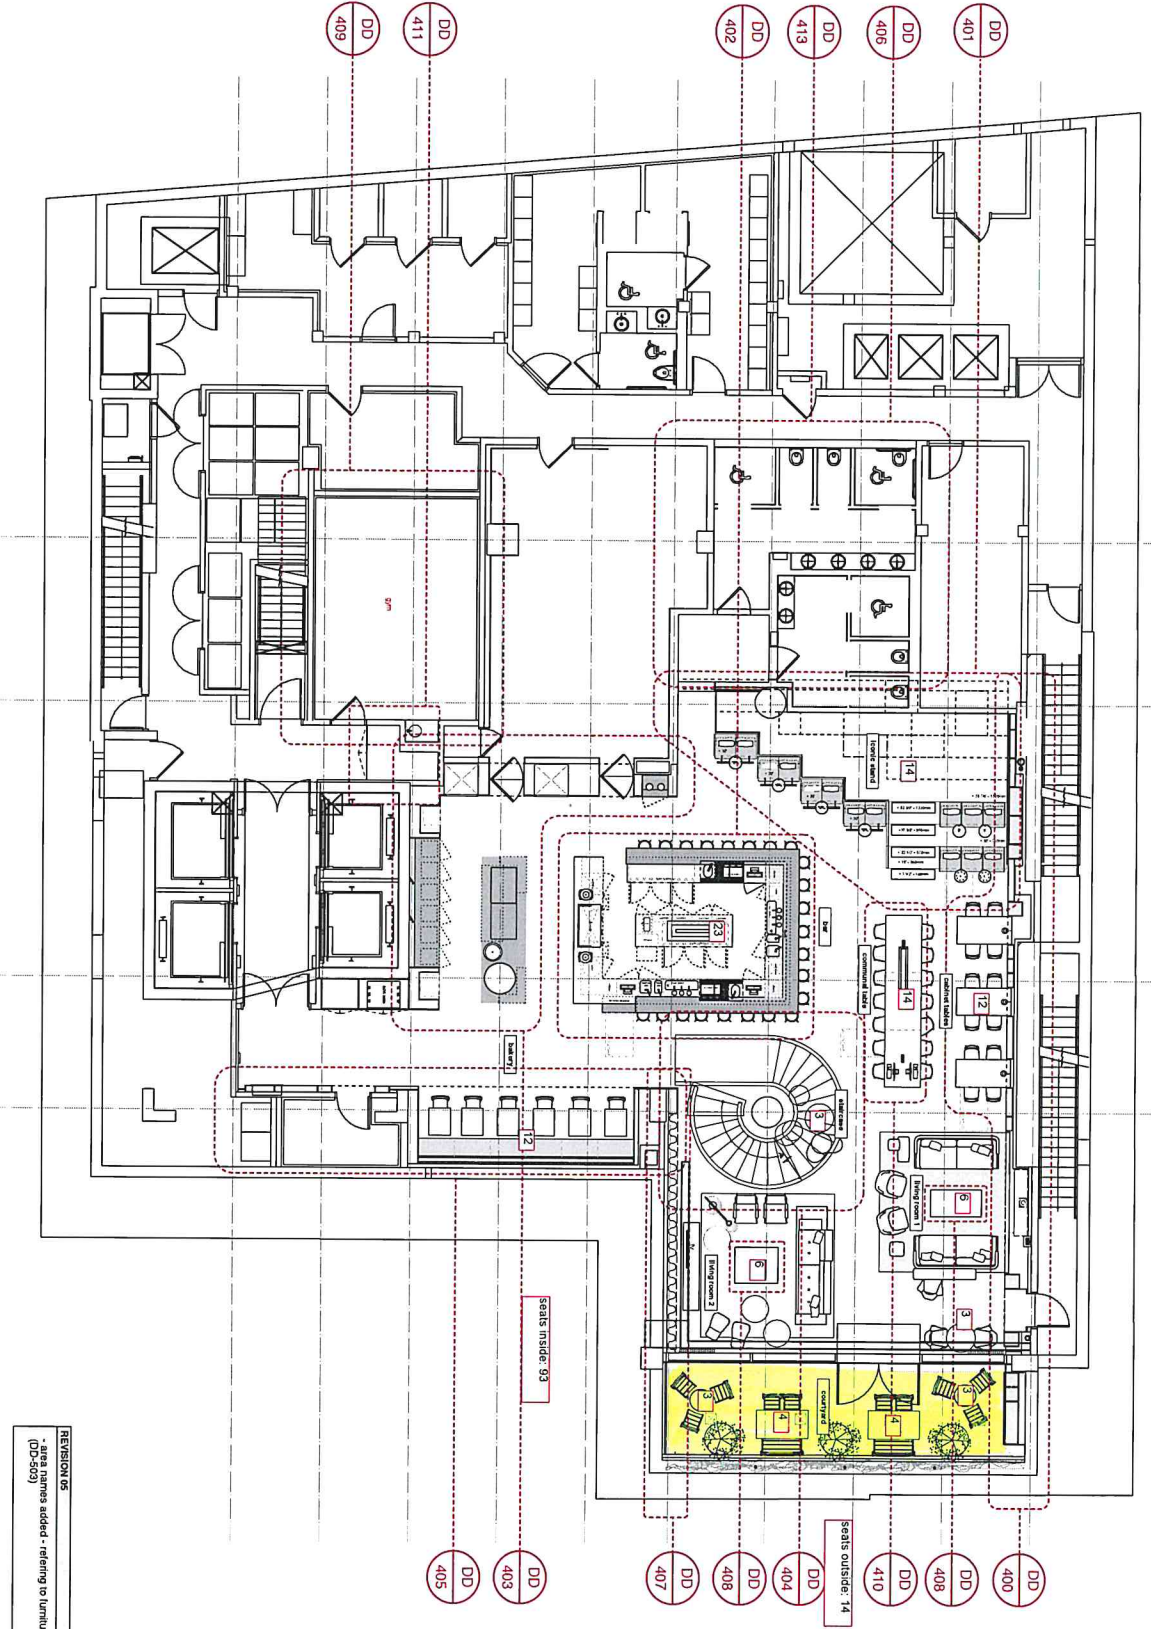 DD
409
DD
411
DD
402
DD
413
DD
406
DD
401
iconic stand
14
bar
23
communal table
14
cabinet tables
12
bakery
12
staircase
3
living room 1
6
living room 2
6
3
courtyard
3
4
4
3
seats inside: 93
seats outside: 14
DD
405
DD
403
DD
407
DD
408
DD
404
DD
410
DD
408
DD
400
REVISION 05
- area names added - refering to furnitu
(DD-503)